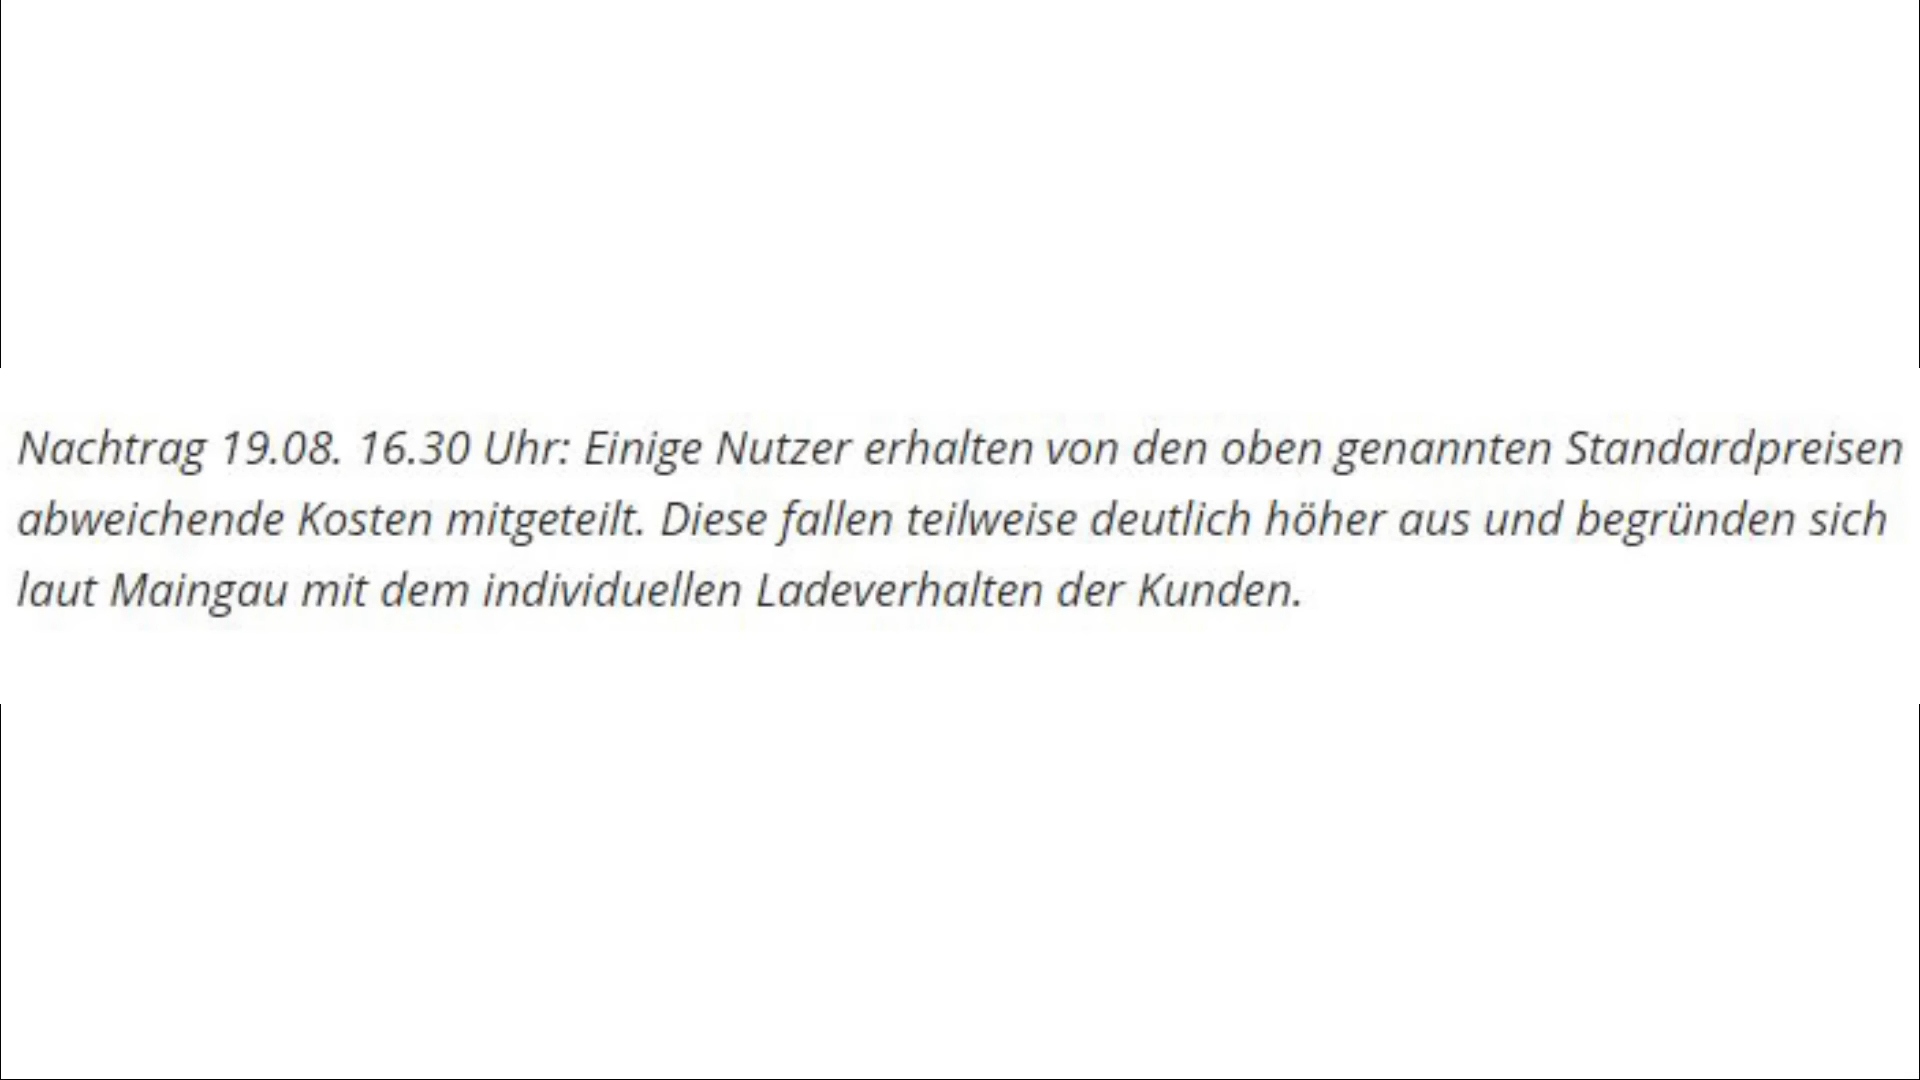 Nachtrag 19.08. 16.30 Uhr: Einige Nutzer erhalten von den oben genannten Standardpreisen
abweichende Kosten mitgeteilt. Diese fallen teilweise deutlich höher aus und begründen sich
laut Maingau mit dem individuellen Ladeverhalten der Kunden.